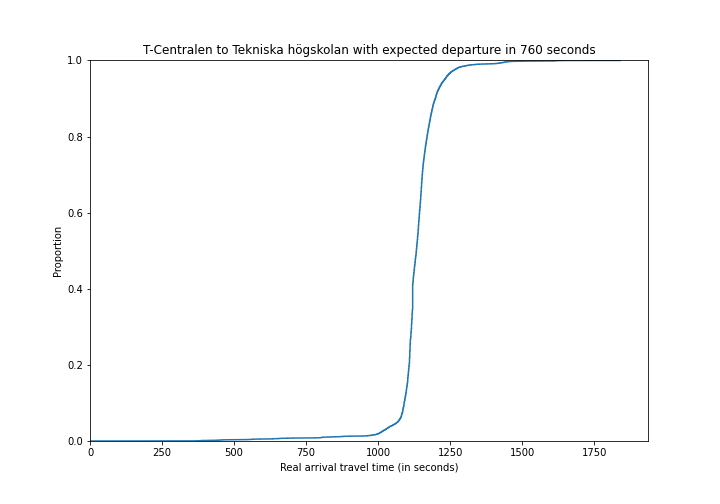 T-Centralen to Tekniska högskolan with expected departure in 760 seconds
1.0
0.8
0.6
0.4
0.2
0.0
Proportion
0 250 500 750 1000 1250 1500 1750
Real arrival travel time (in seconds)